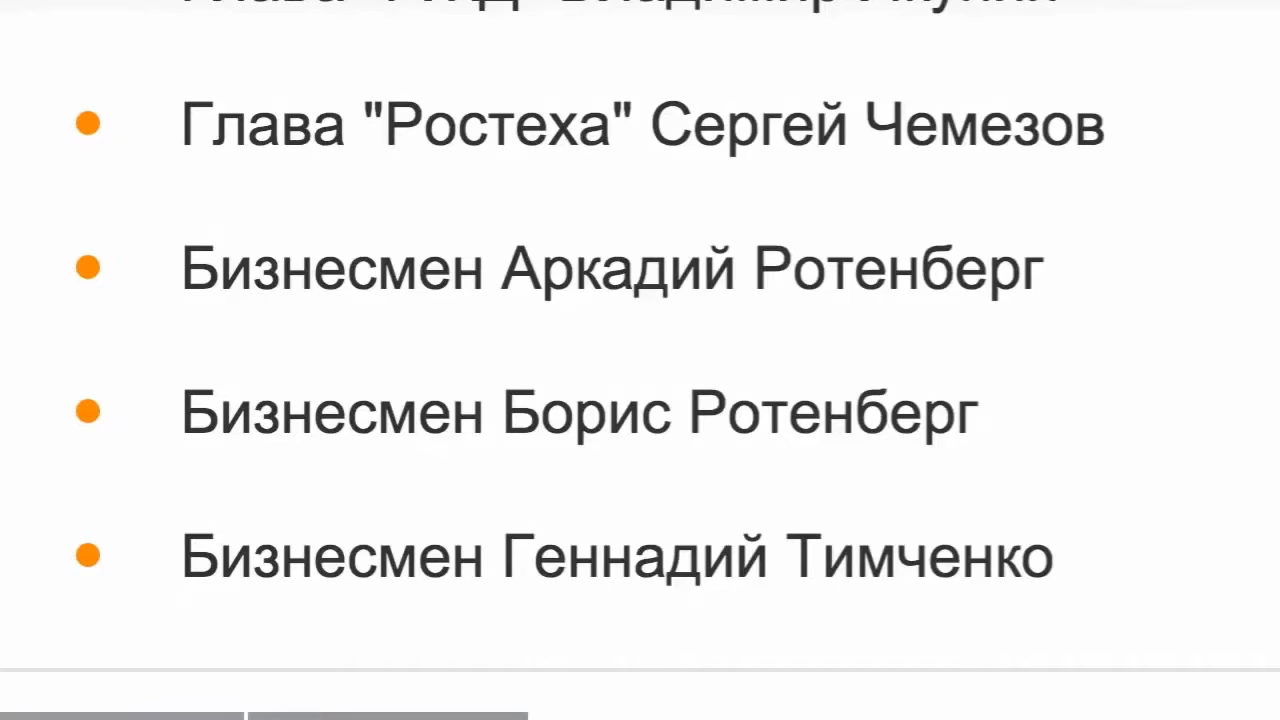 Глава "Ростеха" Сергей Чемезов
Бизнесмен Аркадий Ротенберг
Бизнесмен Борис Ротенберг
Бизнесмен Геннадий Тимченко